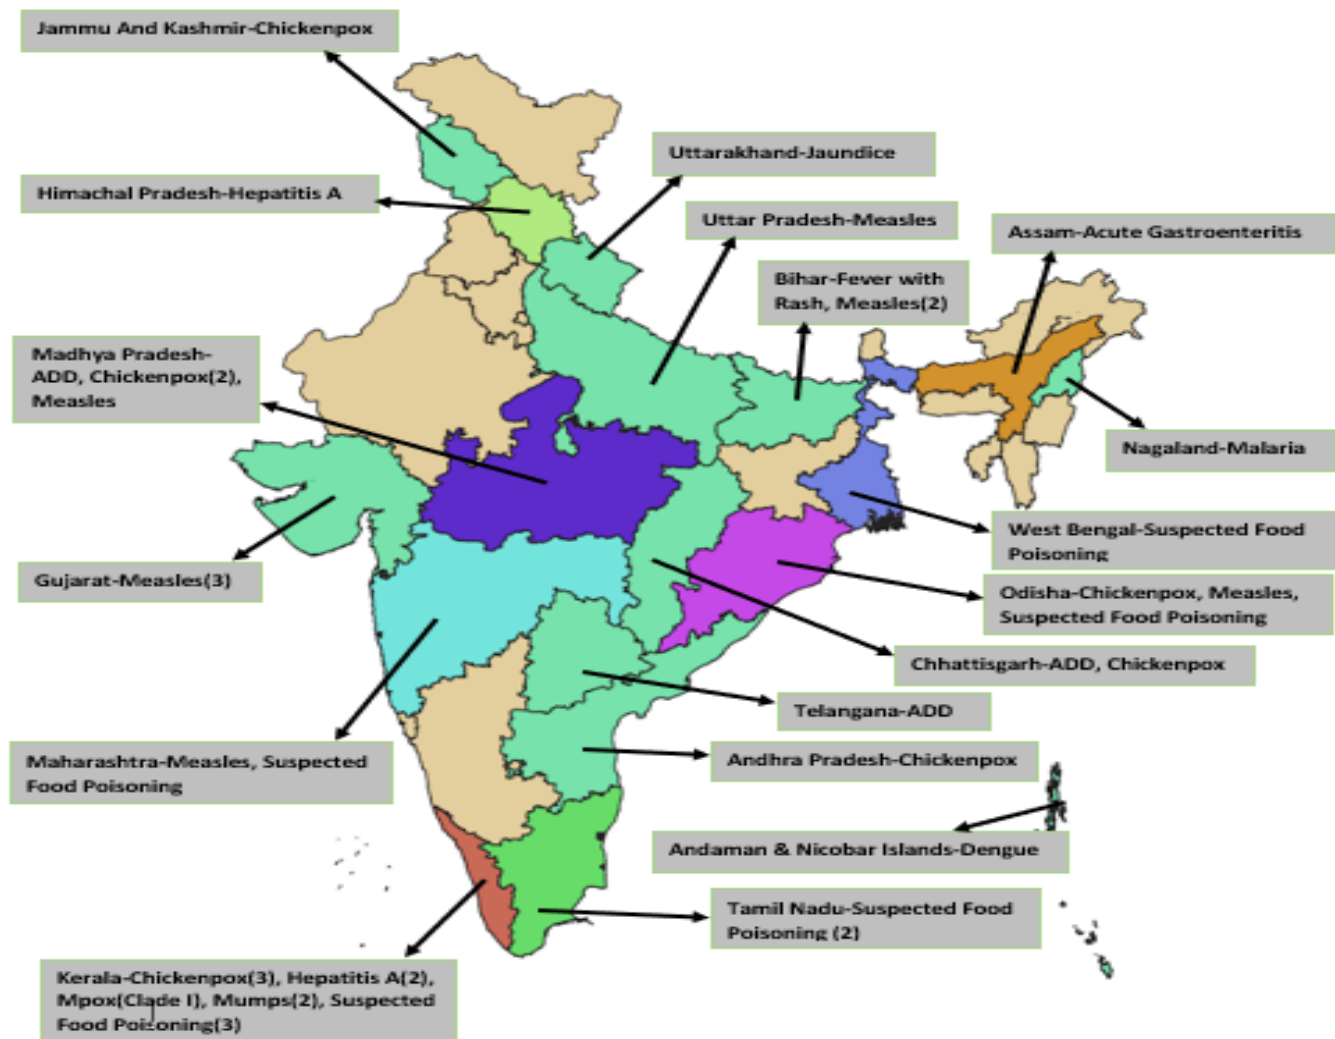 Jammu And Kashmir-Chickenpox
Uttarakhand-Jaundice
Himachal Pradesh-Hepatitis A
Uttar Pradesh-Measles
Assam-Acute Gastroenteritis
Bihar-Fever with
Rash, Measles(2)
Madhya Pradesh-
ADD, Chickenpox(2),
Measles
Nagaland-Malaria
West Bengal-Suspected Food
Poisoning
Gujarat-Measles(3)
Odisha-Chickenpox, Measles,
Suspected Food Poisoning
Chhattisgarh-ADD, Chickenpox
Telangana-ADD
Maharashtra-Measles, Suspected
Food Poisoning
Andhra Pradesh-Chickenpox
Andaman & Nicobar Islands-Dengue
Tamil Nadu-Suspected Food
Poisoning (2)
Kerala-Chickenpox(3), Hepatitis A(2),
Mpox(Clade I), Mumps(2), Suspected
Food Poisoning(3)